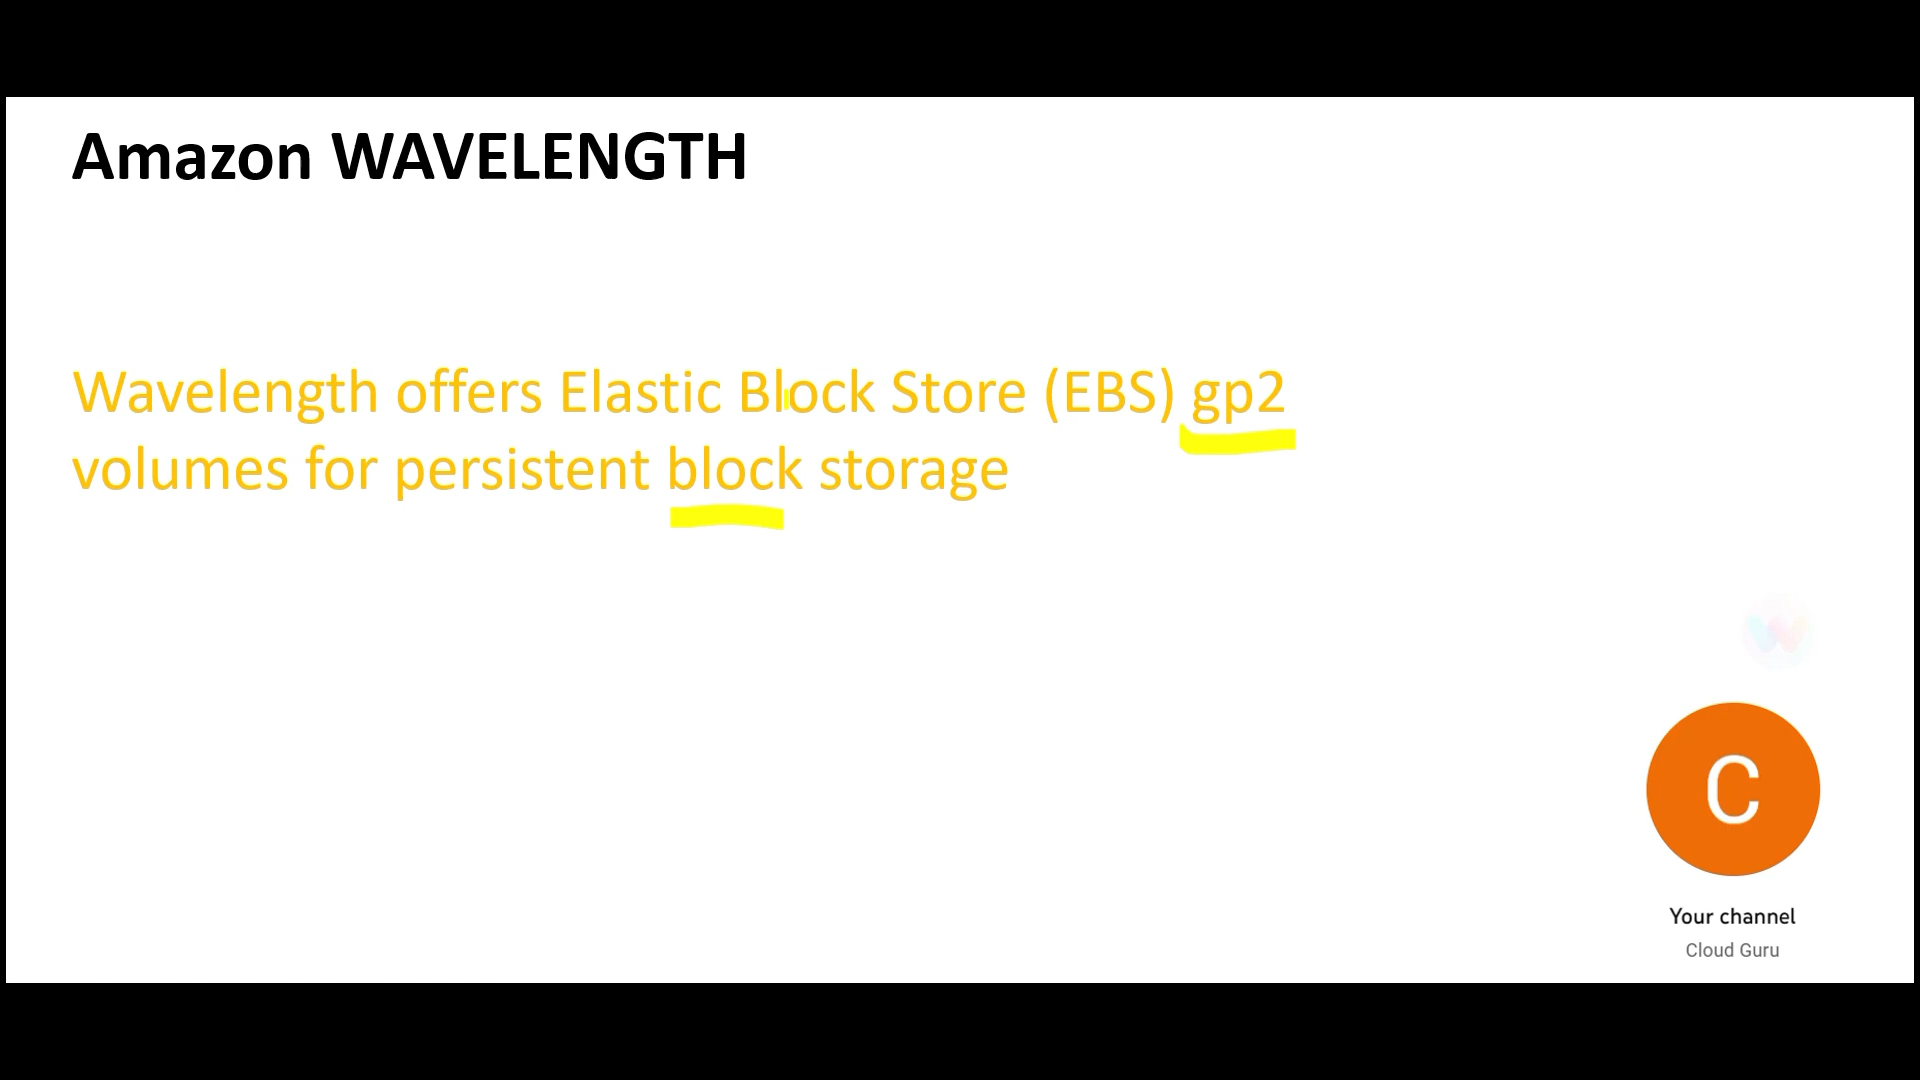 Amazon WAVELENGTH
Wavelength offers Elastic Block Store (EBS) gp2
volumes for persistent block storage
C
Your channel
Cloud Guru